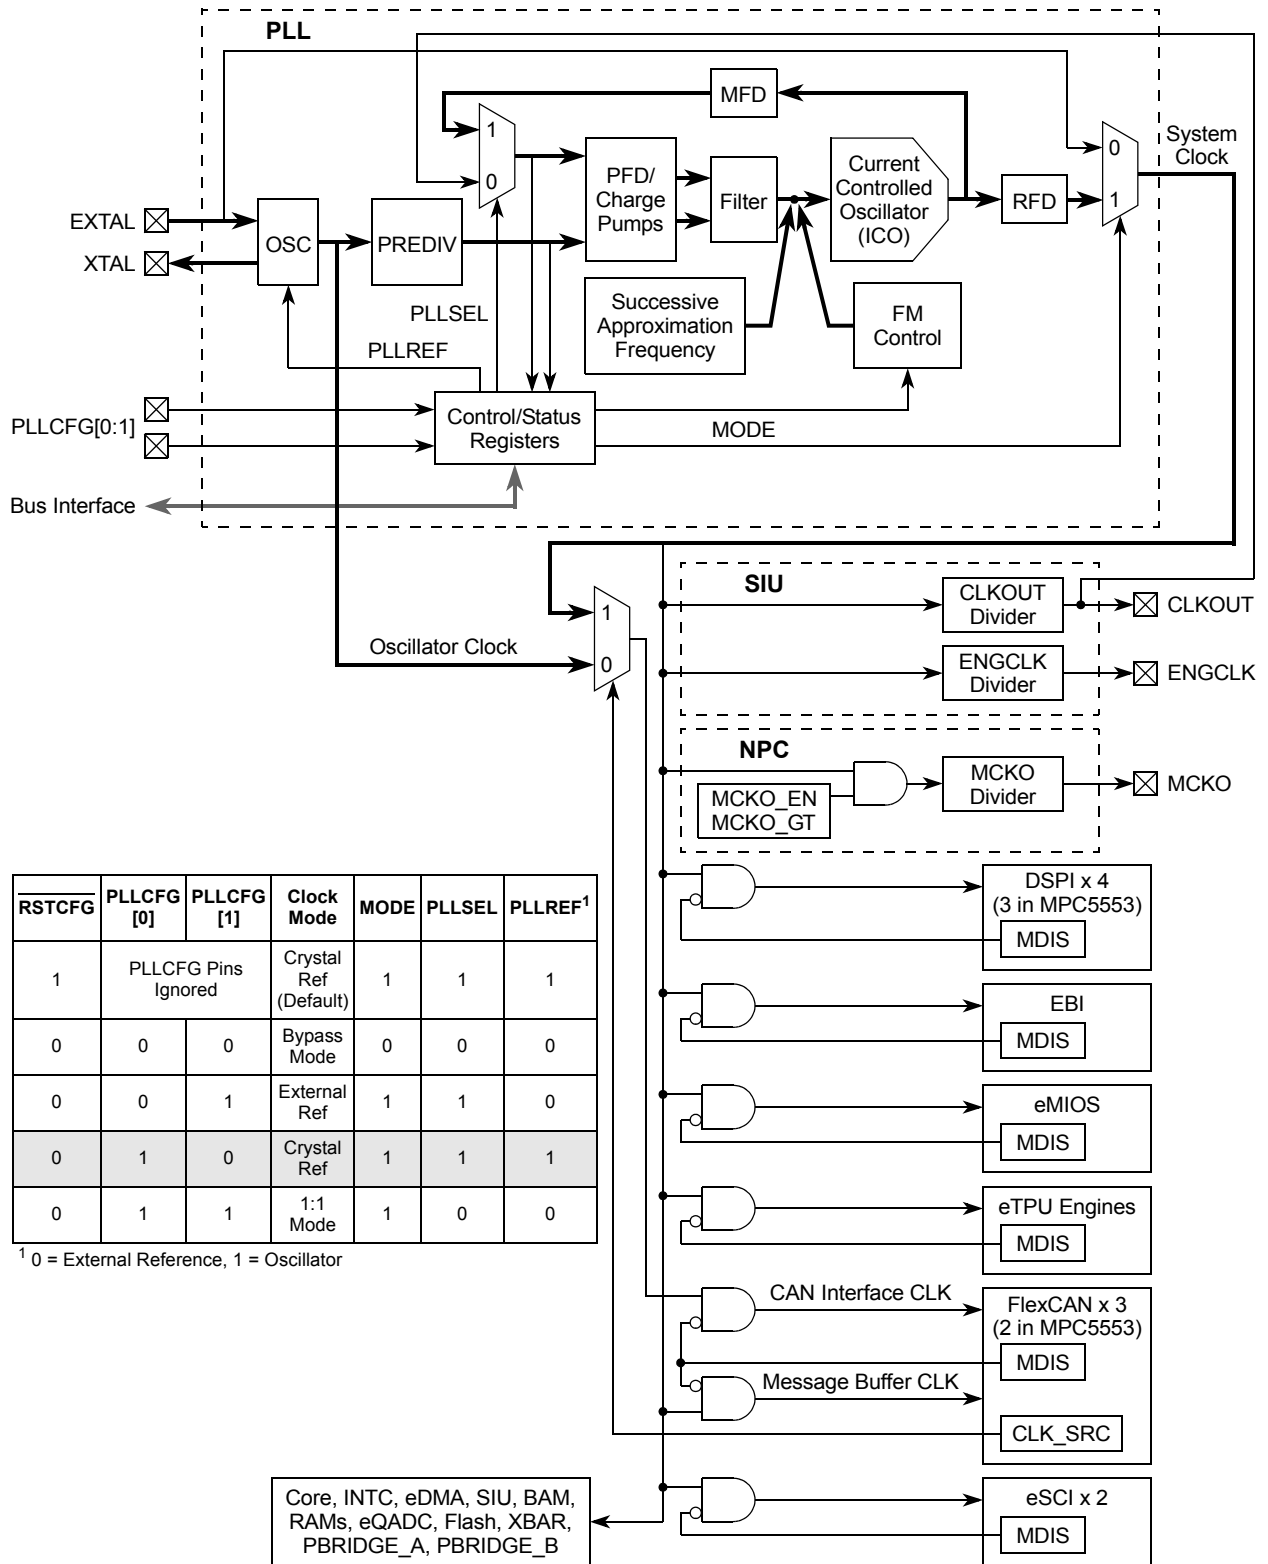 PLL
MFD
1
0
0
1
System
Clock
PFD/
Charge
Pumps
Filter
Current
Controlled
Oscillator
(ICO)
RFD
EXTAL
XTAL
OSC
PREDIV
PLLSEL
PLLREF
Successive
Approximation
Frequency
FM
Control
PLLCFG[0:1]
Control/Status
Registers
MODE
Bus Interface
SIU
1
0
Oscillator Clock
CLKOUT
Divider
CLKOUT
ENGCLK
Divider
ENGCLK
NPC
MCKO_EN
MCKO_GT
MCKO
Divider
MCKO
DSPI x 4
(3 in MPC5553)
MDIS
EBI
MDIS
eMIOS
MDIS
eTPU Engines
MDIS
CAN Interface CLK
FlexCAN x 3
(2 in MPC5553)
MDIS
Message Buffer CLK
CLK_SRC
eSCI x 2
MDIS
Core, INTC, eDMA, SIU, BAM,
RAMs, eQADC, Flash, XBAR,
PBRIDGE_A, PBRIDGE_B
RSTCFG PLLCFG [0] PLLCFG [1] Clock Mode MODE PLLSEL PLLREF1
1 PLLCFG Pins Ignored Crystal Ref (Default) 1 1 1
0 0 0 Bypass Mode 0 0 0
0 0 1 External Ref 1 1 0
0 1 0 Crystal Ref 1 1 1
0 1 1 1:1 Mode 1 0 0
1 0 = External Reference, 1 = Oscillator